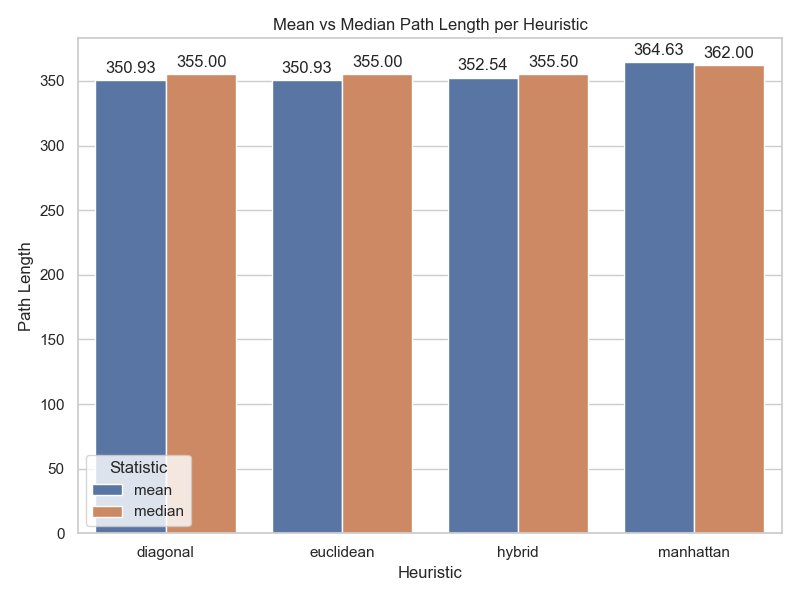 Mean vs Median Path Length per Heuristic
350.93 355.00 350.93 355.00 352.54 355.50 364.63 362.00
350
300
250
200
150
100
50
0
Path Length
Statistic
mean
median
diagonal euclidean hybrid manhattan
Heuristic